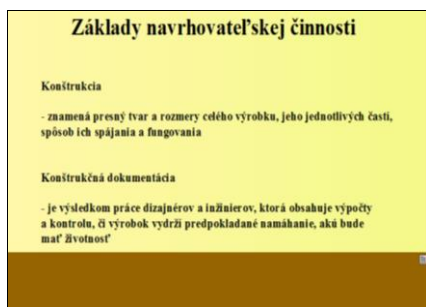 Základy navrhovateľskej činnosti
Konštrukcia
- znamená presný tvar a rozmery celého výrobku, jeho jednotlivých častí,
spôsob ich spájania a fungovania
Konštrukčná dokumentácia
- je výsledkom práce dizajnérov a inžinierov, ktorá obsahuje výpočty
a kontrolu, či výrobok vydrží predpokladané namáhanie, akú bude
mať životnosť